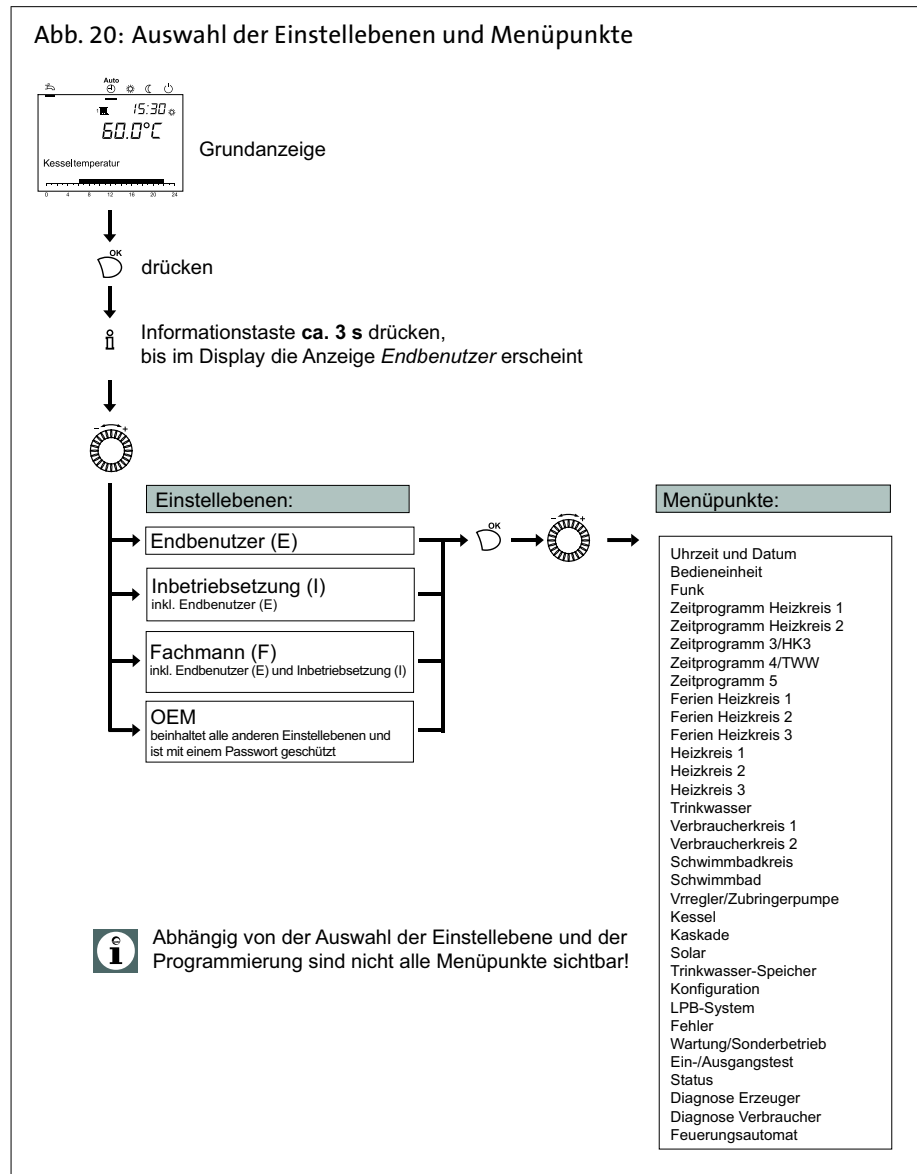 Abb. 20: Auswahl der Einstellebenen und Menüpunkte
Auto
15:30
60.0°C
Kesseltemperatur
0 4 8 12 16 20 24
Grundanzeige
OK
drücken
Informationstaste ca. 3 s drücken,
bis im Display die Anzeige Endbenutzer erscheint
- +
Einstellebenen:
Endbenutzer (E)
Inbetriebsetzung (I)
inkl. Endbenutzer (E)
Fachmann (F)
inkl. Endbenutzer (E) und Inbetriebsetzung (I)
OEM
beinhaltet alle anderen Einstellebenen und
ist mit einem Passwort geschützt
OK
- +
Menüpunkte:
Uhrzeit und Datum
Bedieneinheit
Funk
Zeitprogramm Heizkreis 1
Zeitprogramm Heizkreis 2
Zeitprogramm 3/HK3
Zeitprogramm 4/TWW
Zeitprogramm 5
Ferien Heizkreis 1
Ferien Heizkreis 2
Ferien Heizkreis 3
Heizkreis 1
Heizkreis 2
Heizkreis 3
Trinkwasser
Verbraucherkreis 1
Verbraucherkreis 2
Schwimmbadkreis
Schwimmbad
Vrregler/Zubringerpumpe
Kessel
Kaskade
Solar
Trinkwasser-Speicher
Konfiguration
LPB-System
Fehler
Wartung/Sonderbetrieb
Ein-/Ausgangstest
Status
Diagnose Erzeuger
Diagnose Verbraucher
Feuerungsautomat
Abhängig von der Auswahl der Einstellebene und der
Programmierung sind nicht alle Menüpunkte sichtbar!